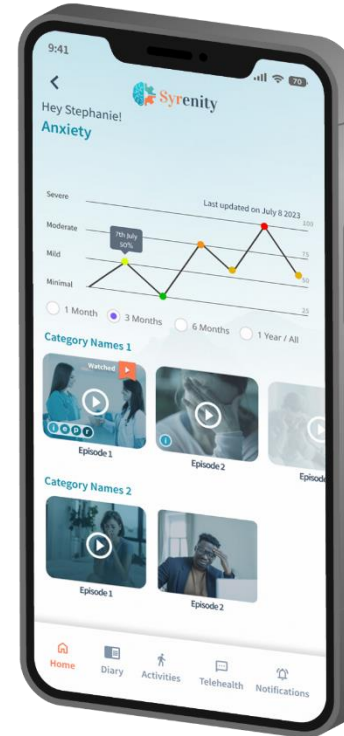 9:41
70
Syrenity
Hey Stephanie!
Anxiety
Last updated on July 8 2023
Severe
100
Moderate
75
7th July
50%
Mild
50
Minimal
25
1 Month
3 Months
6 Months
1 Year / All
Category Names 1
Watched
i e p r
i
Episode 1
Episode 2
Episode
Category Names 2
Episode 1
Episode 2
Home
Diary
Activities
Telehealth
Notifications